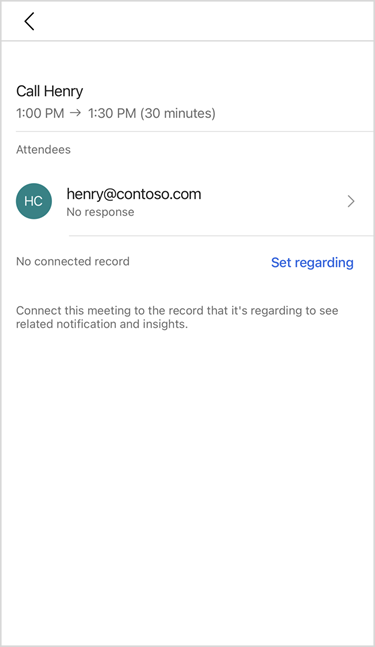 Call Henry
1:00 PM → 1:30 PM (30 minutes)
Attendees
HC
henry@contoso.com
No response
No connected record
Set regarding
Connect this meeting to the record that it's regarding to see
related notification and insights.